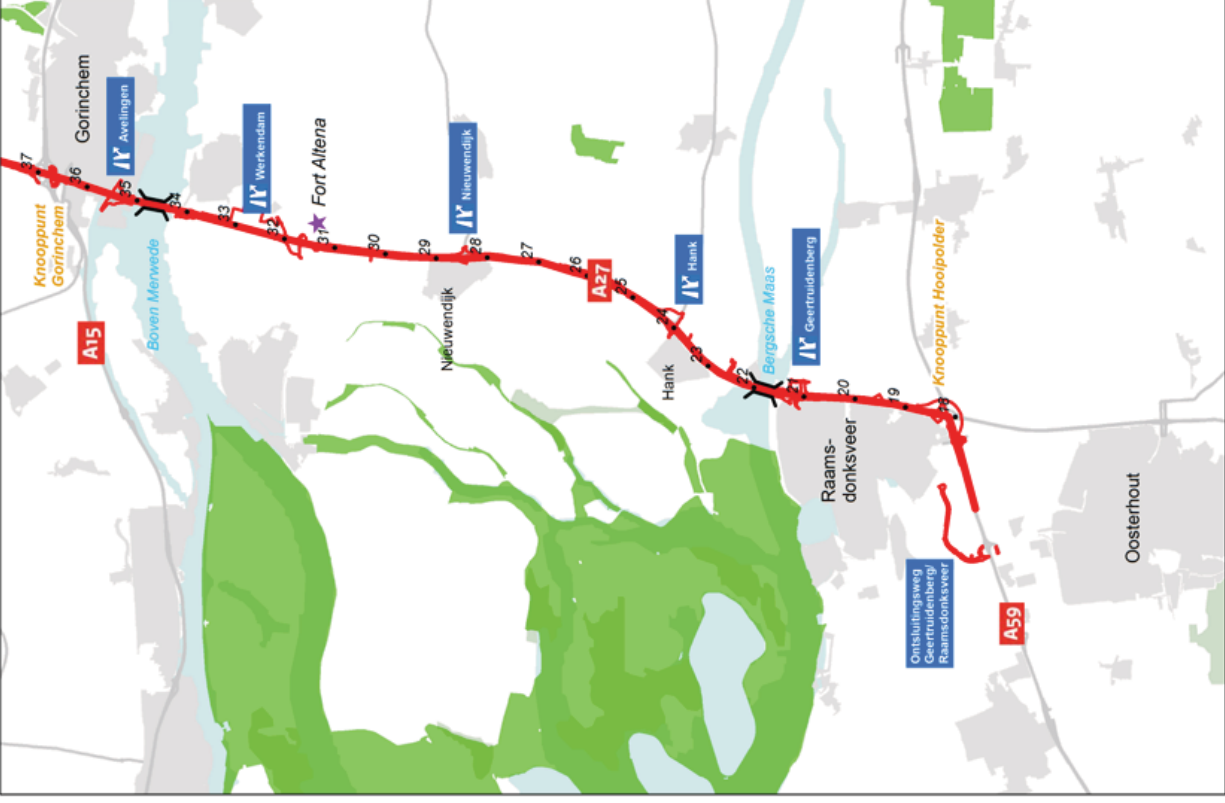 37
Knooppunt
Gorinchem
36
Gorinchem
Avelingen
35
A15
Boven Merwede
34
33
Werkendam
32
Fort Altena
31
30
29
Nieuwendijk
Nieuwendijk
28
27
26
A27
25
24
Hank
Hank
23
22
Bergsche Maas
21
Geertruidenberg
20
Raams-
donksveer
19
18
Knooppunt Hooipolder
Ontsluitingsweg
Geertruidenberg/
Raamsdonksveer
A59
Oosterhout